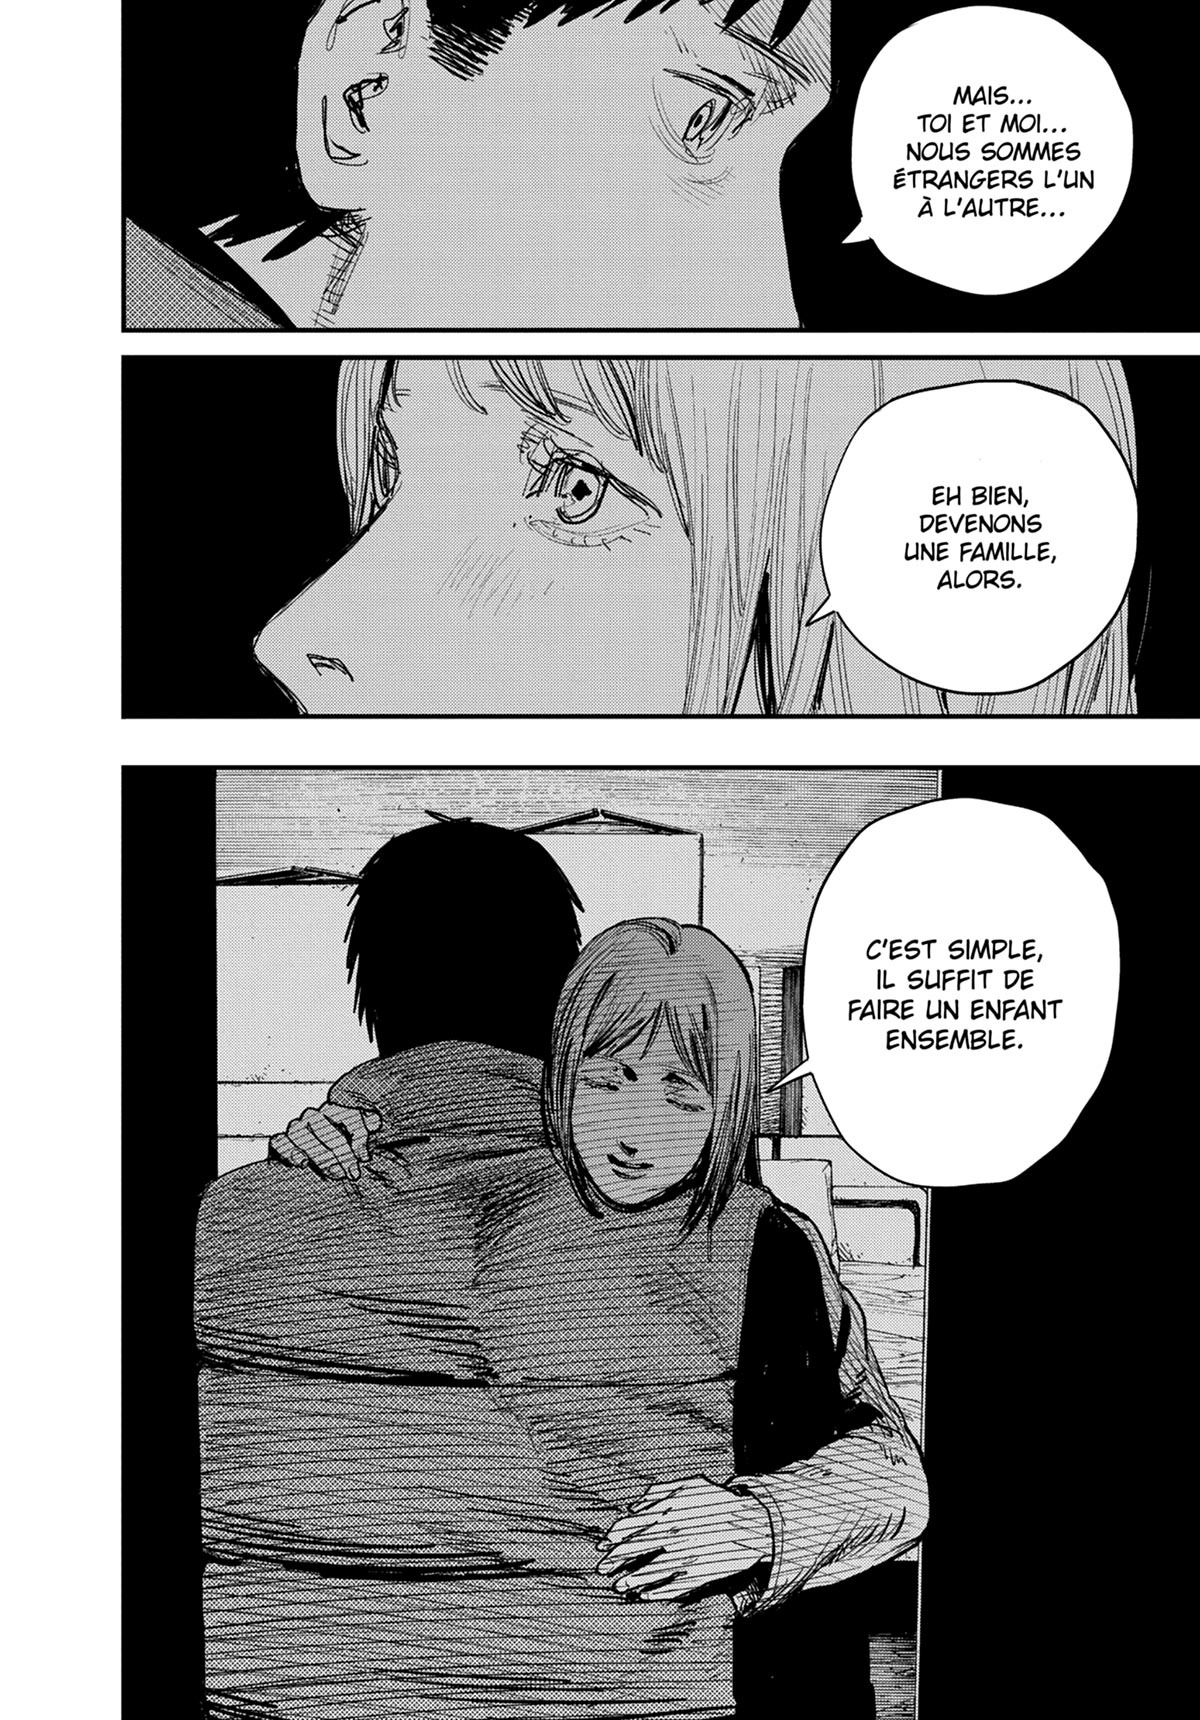 MAIS...
TOI ET MOI...
NOUS SOMMES
ÉTRANGERS L'UN
À L'AUTRE...
EH BIEN,
DEVENONS
UNE FAMILLE,
ALORS.
C'EST SIMPLE,
IL SUFFIT DE
FAIRE UN ENFANT
ENSEMBLE.